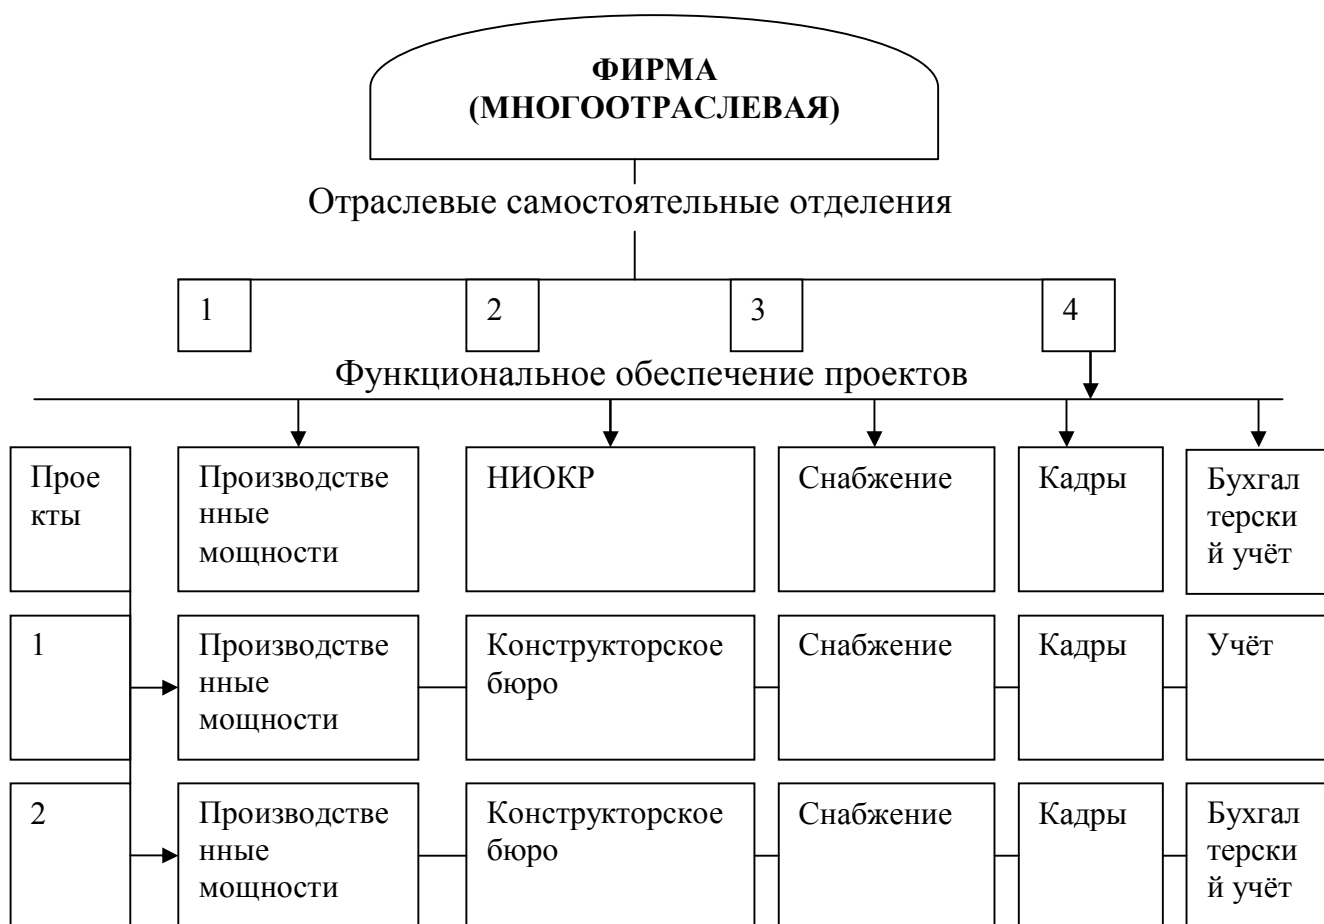 ФИРМА
(МНОГООТРАСЛЕВАЯ)
Отраслевые самостоятельные отделения
1
2
3
4
Функциональное обеспечение проектов
Прое
кты
Производстве
нные
мощности
НИОКР
Снабжение
Кадры
Бухгал
терски
й учёт
1
Производстве
нные
мощности
Конструкторское
бюро
Снабжение
Кадры
Учёт
2
Производстве
нные
мощности
Конструкторское
бюро
Снабжение
Кадры
Бухгал
терски
й учёт